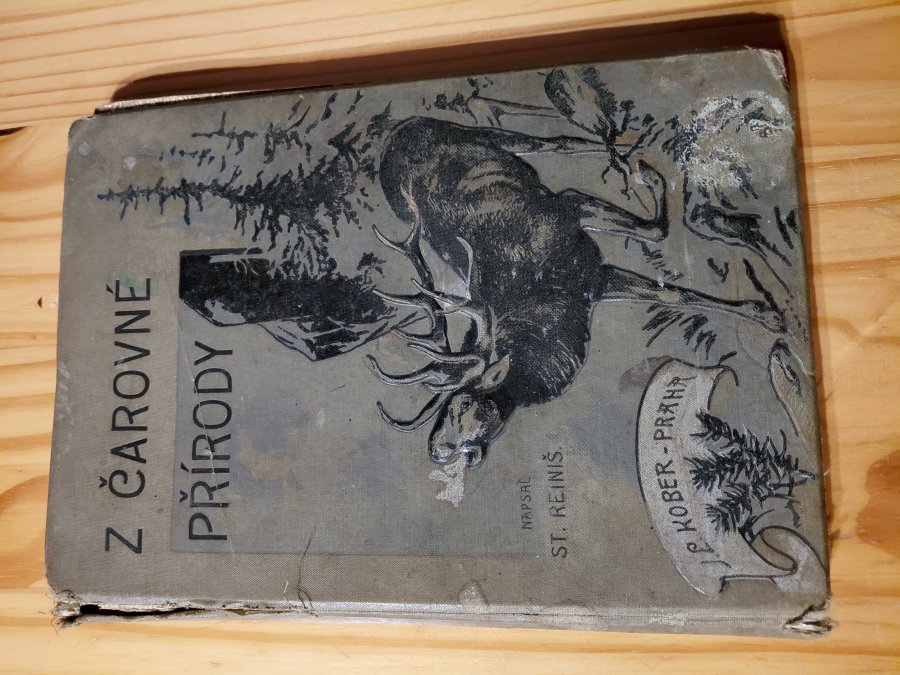 Z ČAROVNÉ
PŘÍRODY
NAPSAL
ST. REINIŠ.
I. L. KOBER - PRAHA